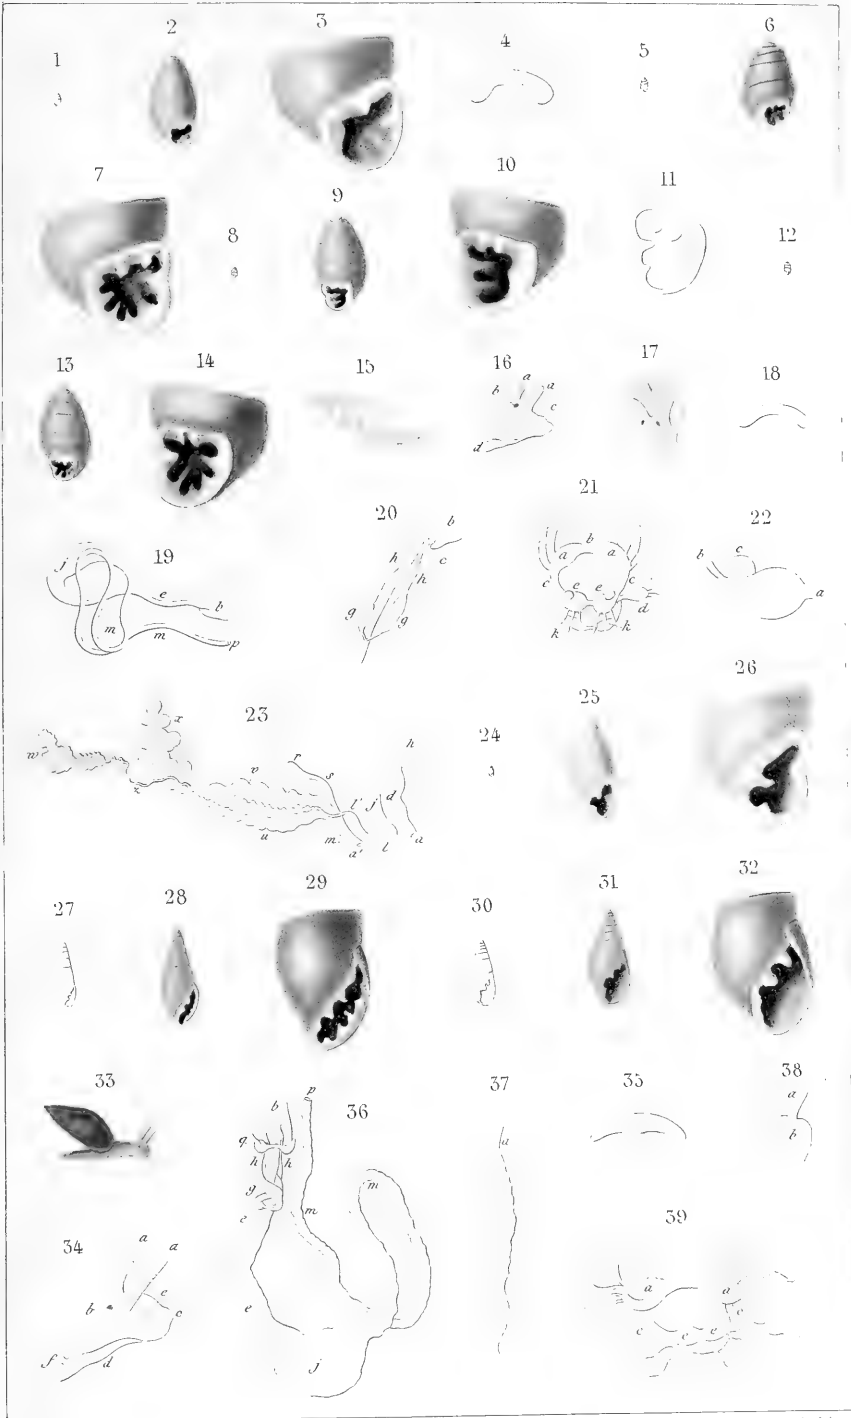 1 2 3 4 5 6
7 8 9 10 11 12
13 14 15 16 17 18
a a
b c
d
19 20 21 22
j e b m m p
b c h h g g
b a a c c e e d k k
b c a
23 24 25 26
w x z v u r s l' j d h m a' l a
27 28 29 30 31 32
33 36 37 35 38
p b q h h g e m m e j
a
a b
34 39
a a b e c f d
a a c c e e